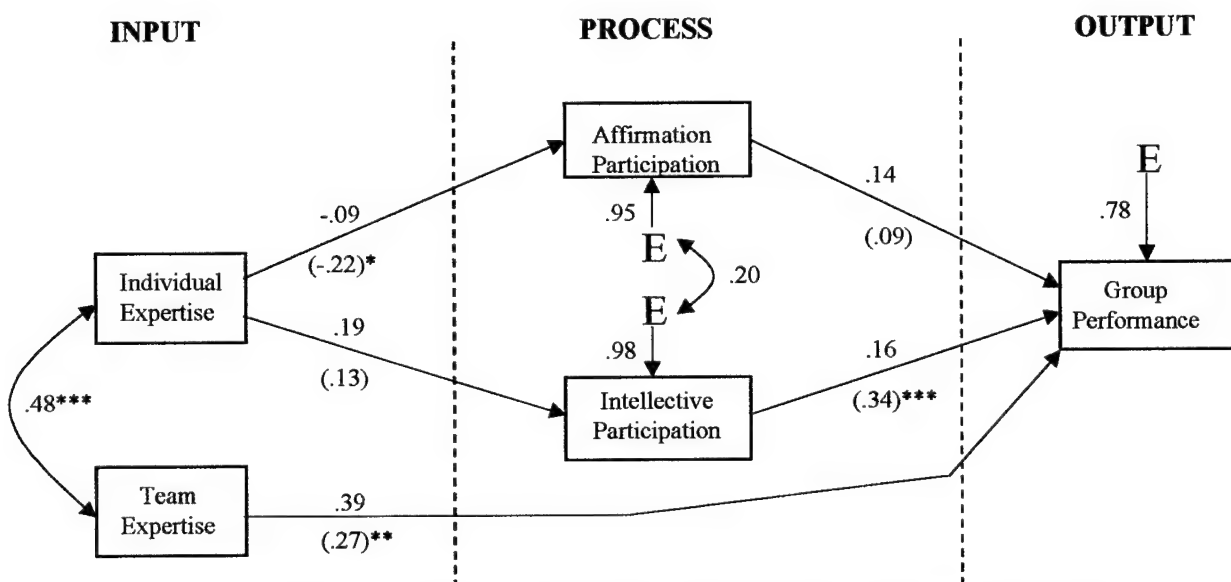 INPUT
PROCESS
OUTPUT
Affirmation
Participation
E
.14
-.09
.95
.78
(-.22)*
(.09)
E
Individual
Expertise
.20
Group
Performance
E
.19
.98
.16
(.13)
(.34)***
.48***
Intellective
Participation
Team
Expertise
.39
(.27)**